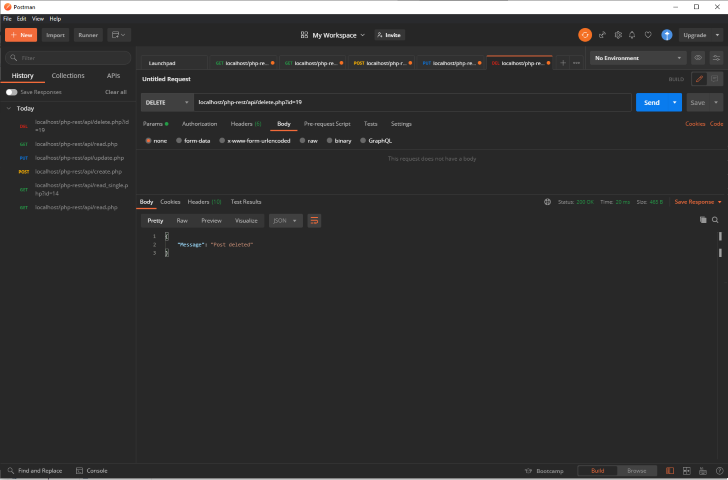 Postman
File Edit View Help
+ New Import Runner My Workspace Invite Upgrade
Filter
History Collections APIs
Save Responses Clear all
Today
DEL localhost/php-rest/api/delete.php?id
=19
GET localhost/php-rest/api/read.php
PUT localhost/php-rest/api/update.php
POST localhost/php-rest/api/create.php
GET localhost/php-rest/api/read_single.p
hp?id=14
GET localhost/php-rest/api/read.php
Launchpad GET localhost/php-re... GET localhost/php-re... POST localhost/php-r... PUT localhost/php-re... DEL localhost/php-re... + ••• No Environment
Untitled Request BUILD
DELETE localhost/php-rest/api/delete.php?id=19 Send Save
Params Authorization Headers (6) Body Pre-request Script Tests Settings Cookies Code
none form-data x-www-form-urlencoded raw binary GraphQL
This request does not have a body
Body Cookies Headers (10) Test Results Status: 200 OK Time: 20 ms Size: 465 B Save Response
Pretty Raw Preview Visualize JSON
1 {
2 "Message": "Post deleted"
3 }
Find and Replace Console Bootcamp Build Browse